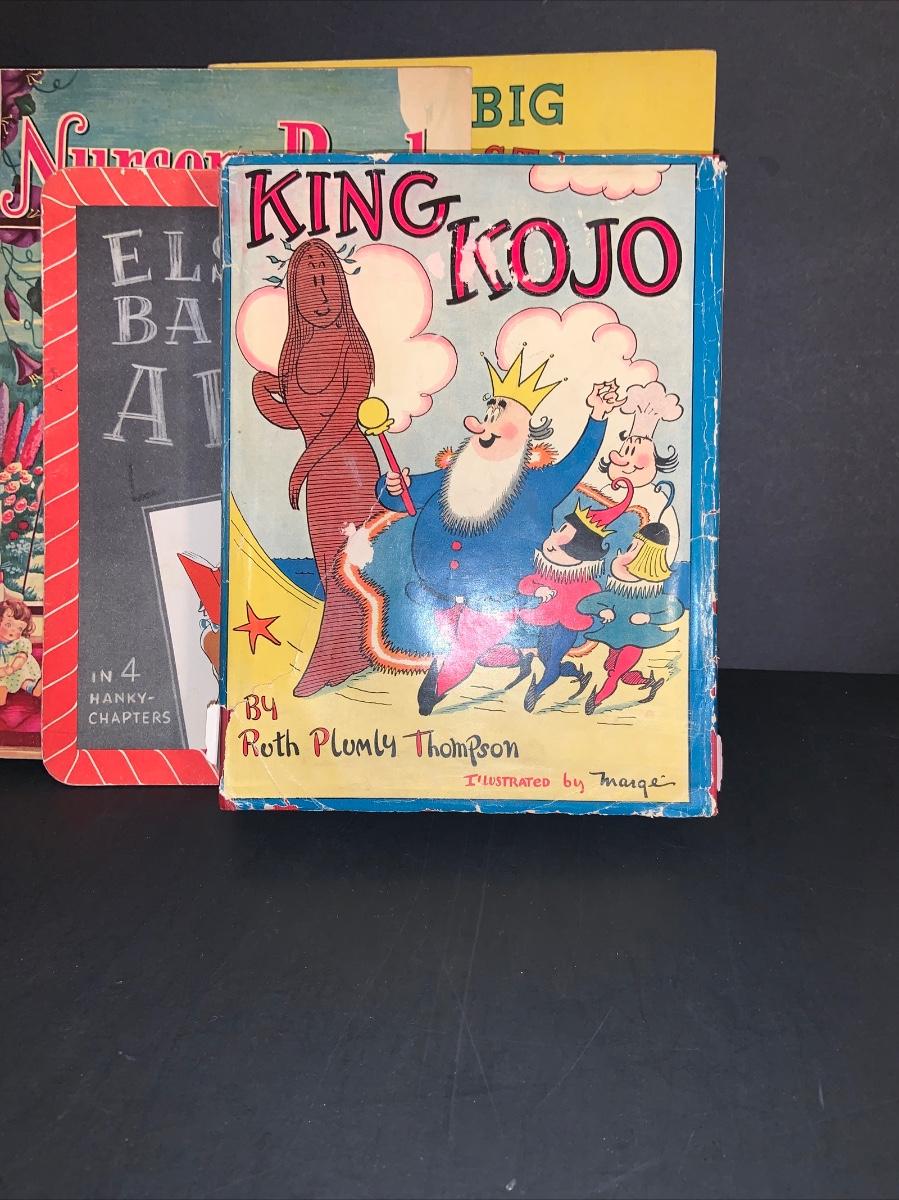 BIG
KING
KOJO
IN 4
HANKY-
CHAPTERS
BY
Ruth Plumly Thompson
ILLUSTRATED by Marge